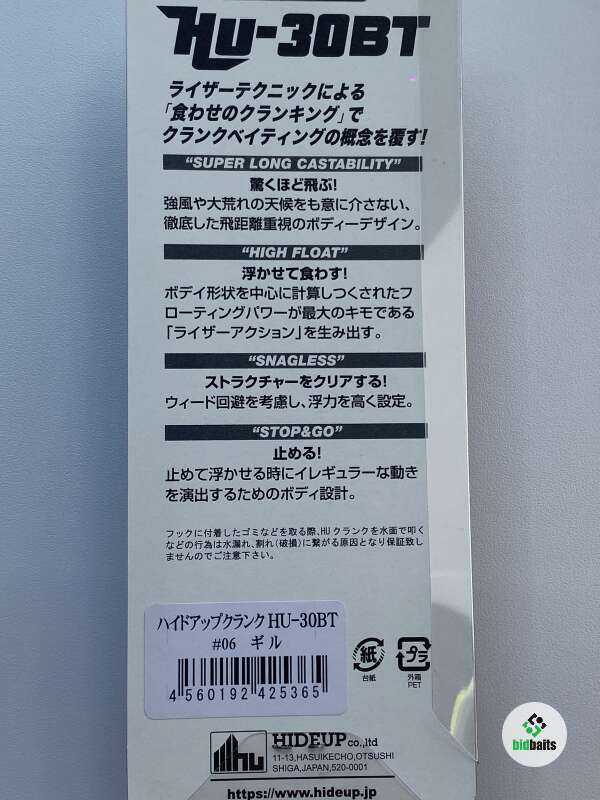 HU-30BT
ライザーテクニックによる
「食わせのクランキング」で
クランクベイティングの概念を覆す!
"SUPER LONG CASTABILITY"
驚くほど飛ぶ!
強風や大荒れの天候をも意に介さない、
徹底した飛距離重視のボディーデザイン。
"HIGH FLOAT"
浮かせて食わす!
ボディ形状を中心に計算しつくされたフ
ローティングパワーが最大のキモである
「ライザーアクション」を生み出す。
"SNAGLESS"
ストラクチャーをクリアする!
ウィード回避を考慮し、浮力を高く設定。
"STOP&GO"
止める!
止めて浮かせる時にイレギュラーな動き
を演出するためのボディ設計。
フックに付着したゴミなどを取る際、HUクランクを水面で叩く
などの行為は水漏れ、割れ(破損)に繋がる原因となり保証致し
ませんのでご注意下さい。
ハイドアップクランク HU-30BT
#06 ギル
4 560192 425365
紙
台紙
プラ
外箱
PET
hu
HIDEUP co.,ltd
11-13,HASUIKECHO,OTSUSHI
SHIGA,JAPAN,520-0001
https://www.hideup.jp
bidbaits